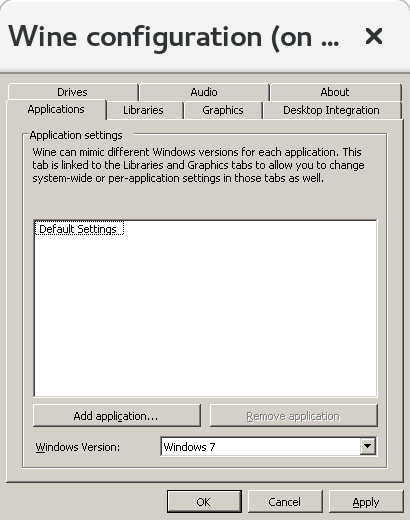 Wine configuration (on ...
Drives Audio About
Applications Libraries Graphics Desktop Integration
Application settings
Wine can mimic different Windows versions for each application. This
tab is linked to the Libraries and Graphics tabs to allow you to change
system-wide or per-application settings in those tabs as well.
Default Settings
Add application... Remove application
Windows Version: Windows 7
OK Cancel Apply